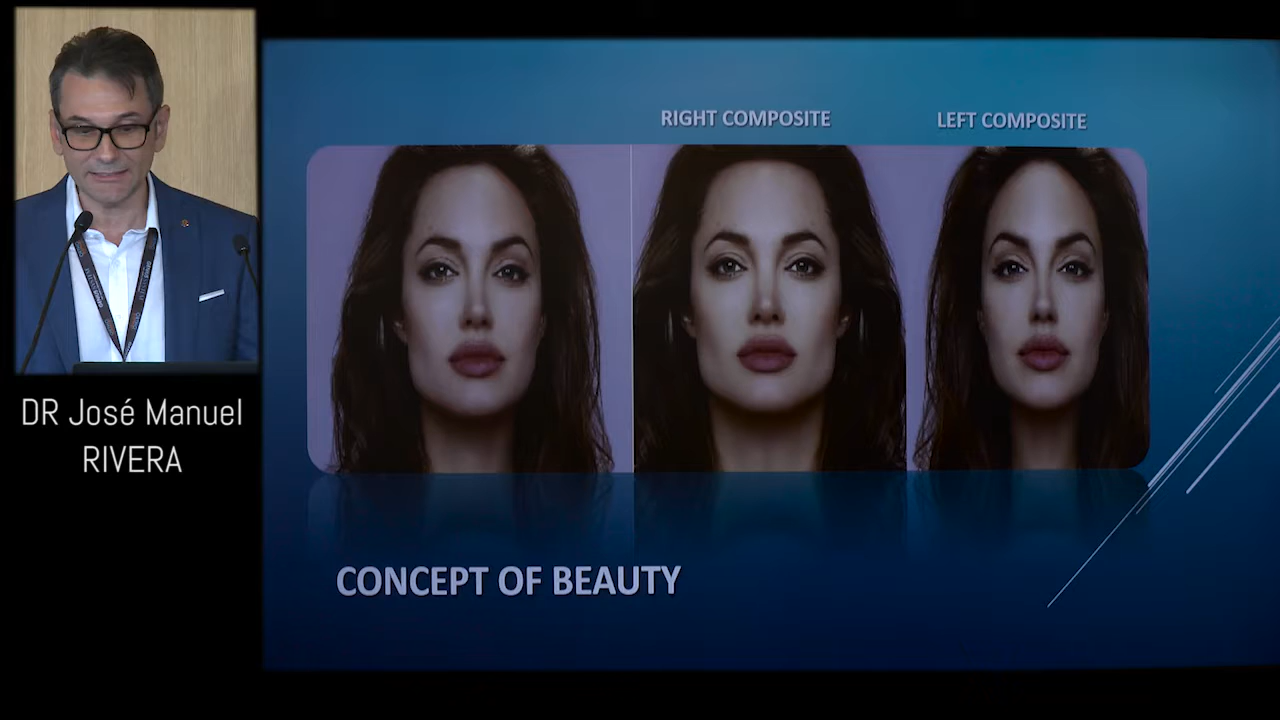 RIGHT COMPOSITE
LEFT COMPOSITE
DR José Manuel
RIVERA
CONCEPT OF BEAUTY